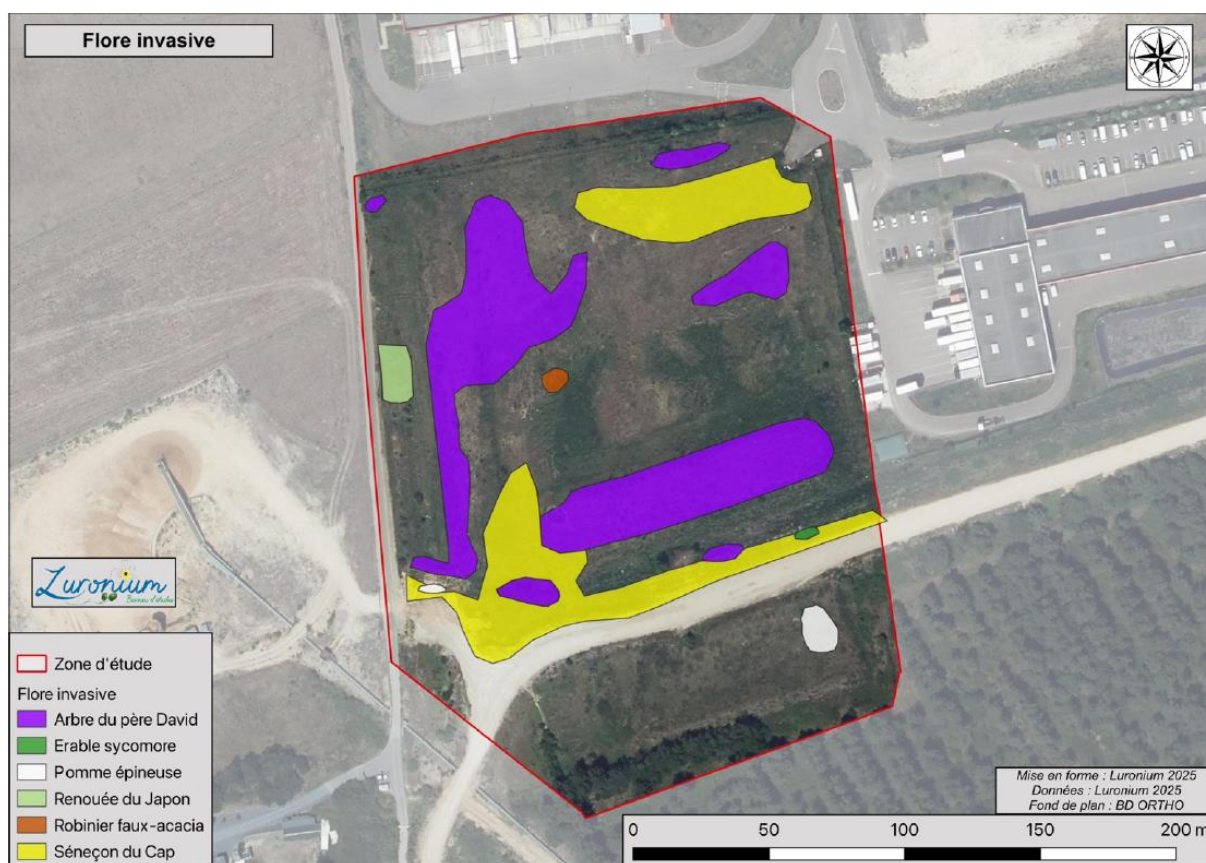 Flore invasive
Luronium
Bureau d'études
Zone d'étude
Flore invasive
Arbre du père David
Erable sycomore
Pomme épineuse
Renouée du Japon
Robinier faux-acacia
Séneçon du Cap
Mise en forme : Luronium 2025
Données : Luronium 2025
Fond de plan : BD ORTHO
0 50 100 150 200 m